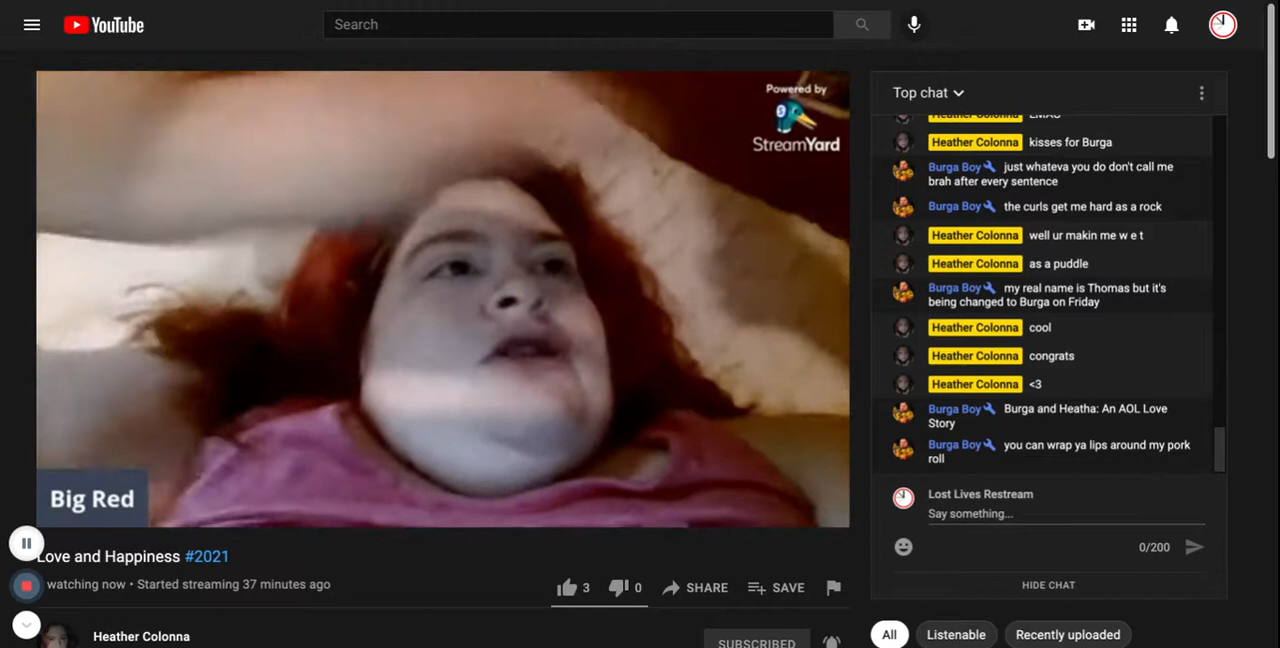 YouTube
Search
Powered by
StreamYard
Big Red
Love and Happiness #2021
watching now • Started streaming 37 minutes ago
3
0
SHARE
SAVE
Heather Colonna
SUBSCRIBED
Top chat
Heather Colonna LMAO
Heather Colonna kisses for Burga
Burga Boy just whateva you do don't call me
brah after every sentence
Burga Boy the curls get me hard as a rock
Heather Colonna well ur makin me w e t
Heather Colonna as a puddle
Burga Boy my real name is Thomas but it's
being changed to Burga on Friday
Heather Colonna cool
Heather Colonna congrats
Heather Colonna <3
Burga Boy Burga and Heatha: An AOL Love
Story
Burga Boy you can wrap ya lips around my pork
roll
Lost Lives Restream
Say something...
0/200
HIDE CHAT
All
Listenable
Recently uploaded